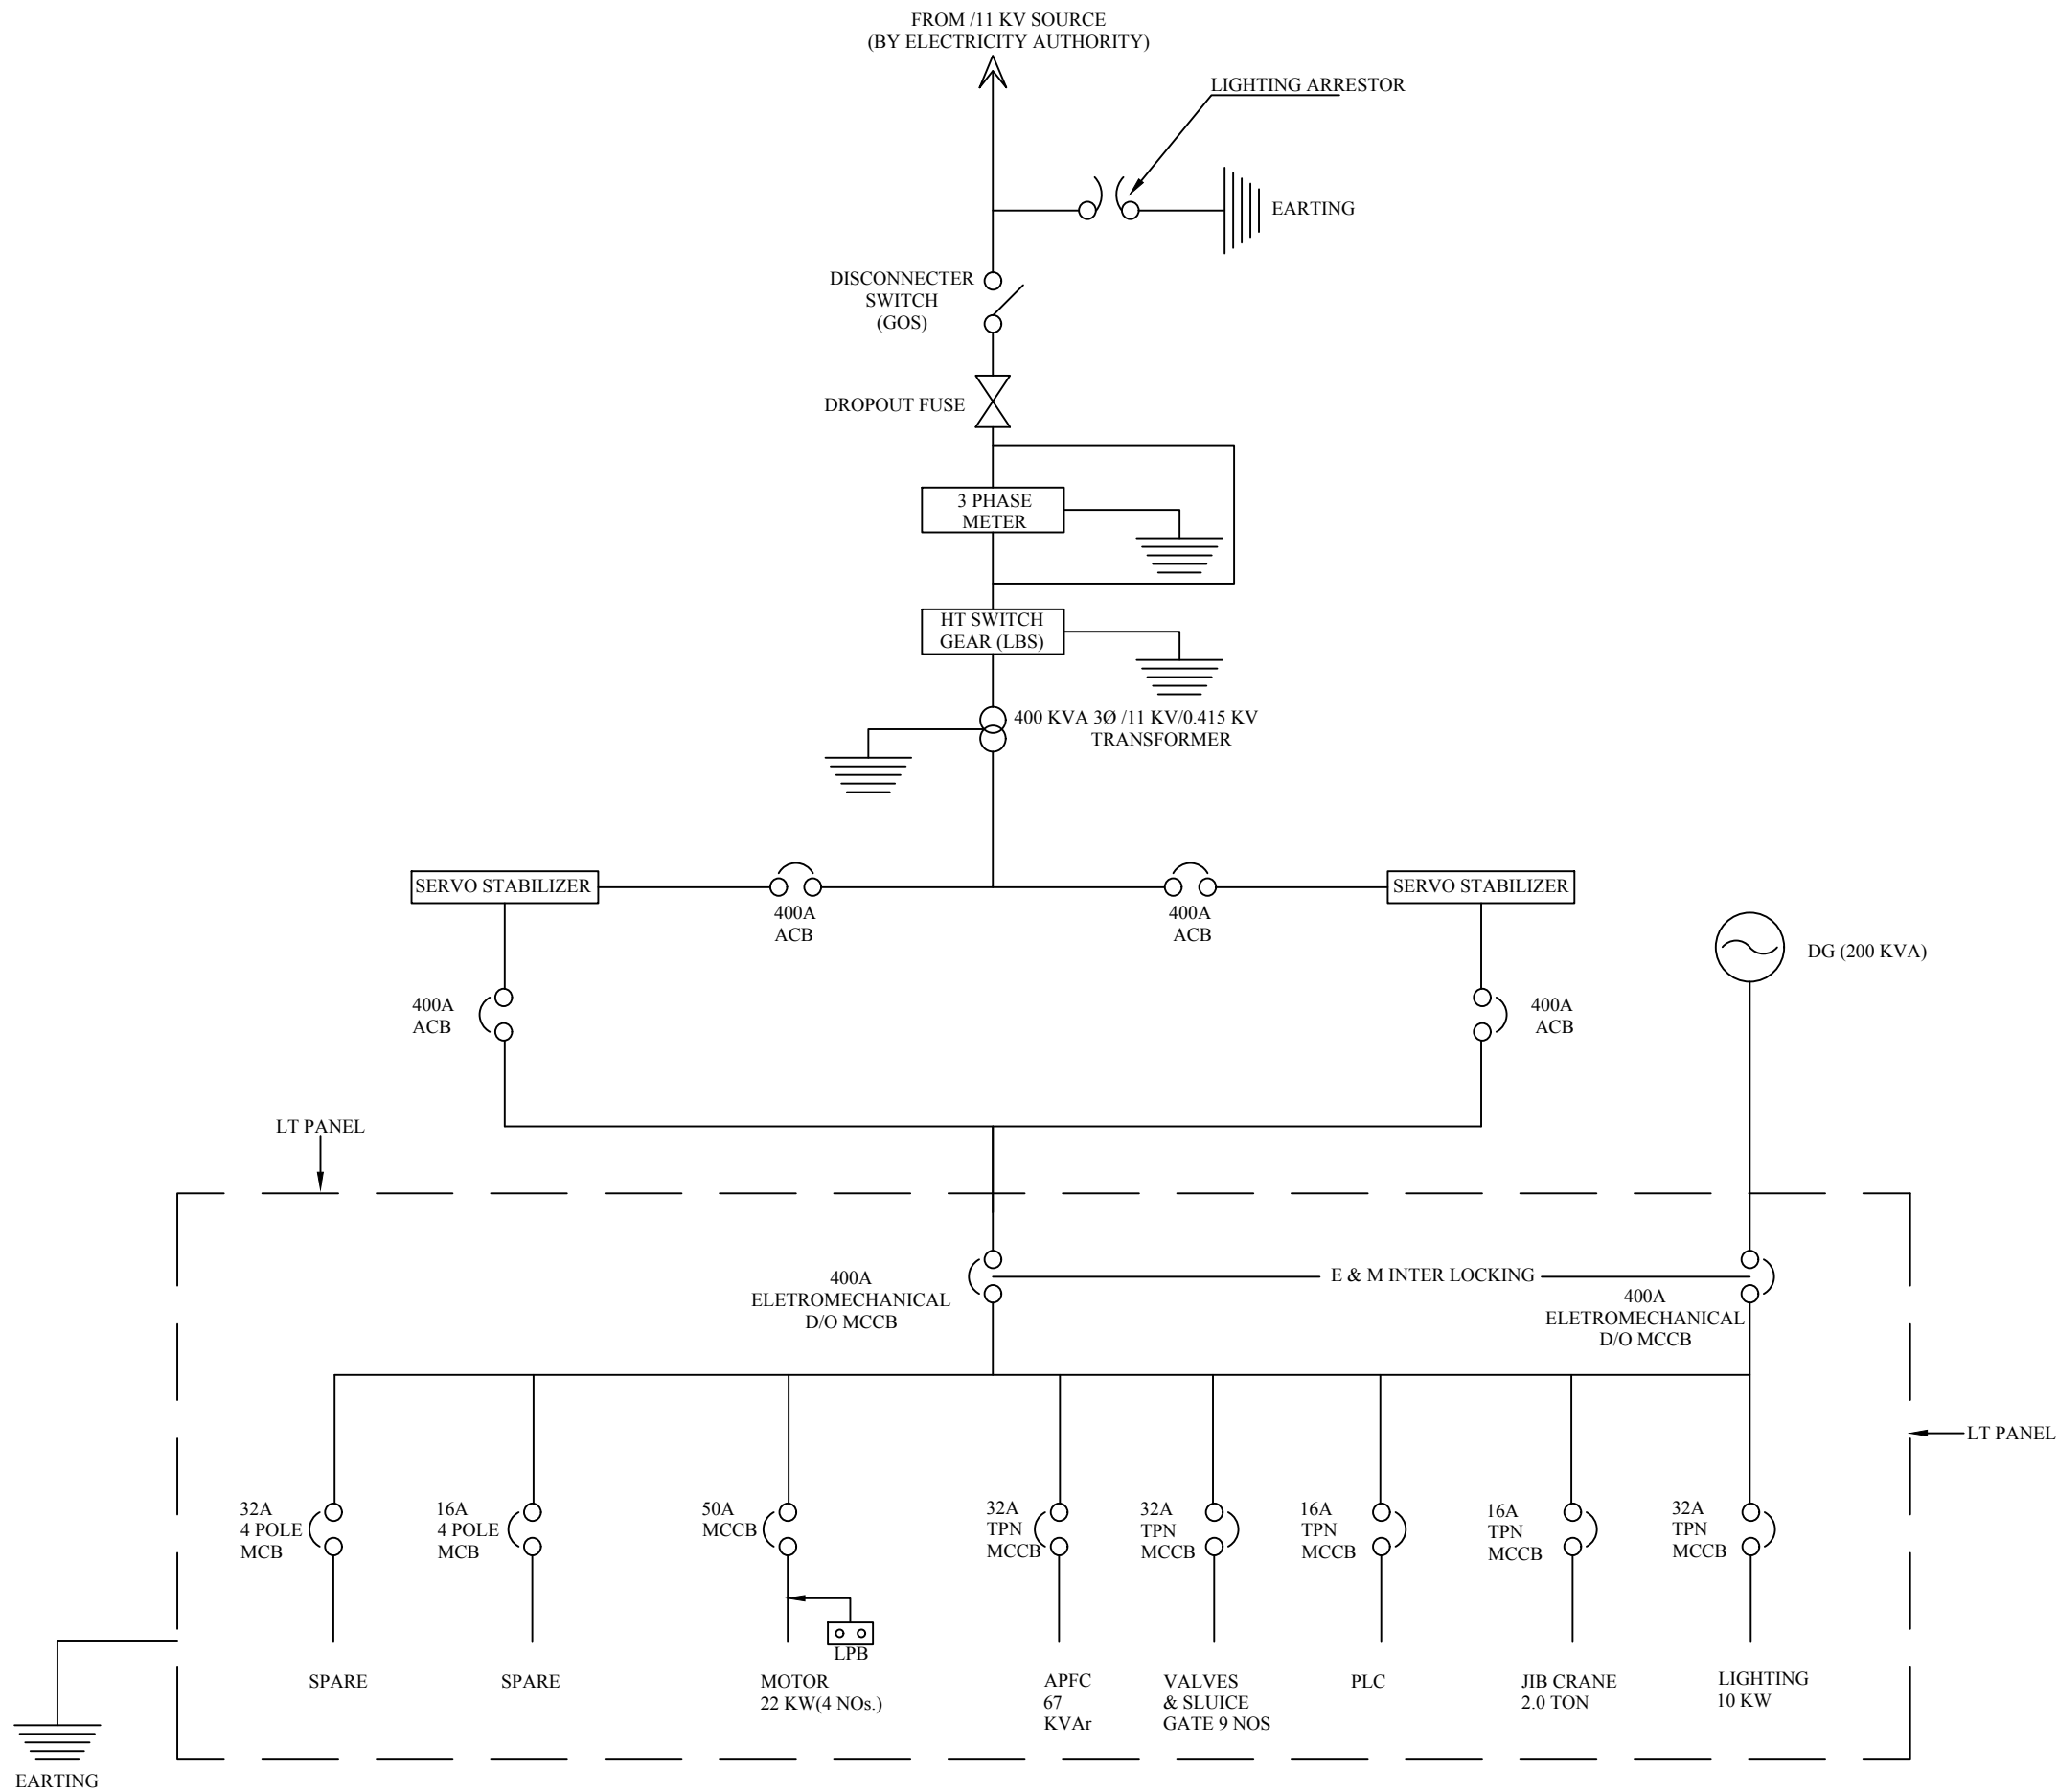 FROM /11 KV SOURCE
(BY ELECTRICITY AUTHORITY)
LIGHTING ARRESTOR
EARTING
DISCONNECTER
SWITCH
(GOS)
DROPOUT FUSE
3 PHASE
METER
HT SWITCH
GEAR (LBS)
400 KVA 3Ø /11 KV/0.415 KV
TRANSFORMER
SERVO STABILIZER
400A
ACB
400A
ACB
SERVO STABILIZER
DG (200 KVA)
400A
ACB
400A
ACB
LT PANEL
400A
ELETROMECHANICAL
D/O MCCB
E & M INTER LOCKING
400A
ELETROMECHANICAL
D/O MCCB
LT PANEL
32A
4 POLE
MCB
16A
4 POLE
MCB
50A
MCCB
32A
TPN
MCCB
32A
TPN
MCCB
16A
TPN
MCCB
16A
TPN
MCCB
32A
TPN
MCCB
LPB
SPARE
SPARE
MOTOR
22 KW(4 NOs.)
APFC
67
KVAr
VALVES
& SLUICE
GATE 9 NOS
PLC
JIB CRANE
2.0 TON
LIGHTING
10 KW
EARTING